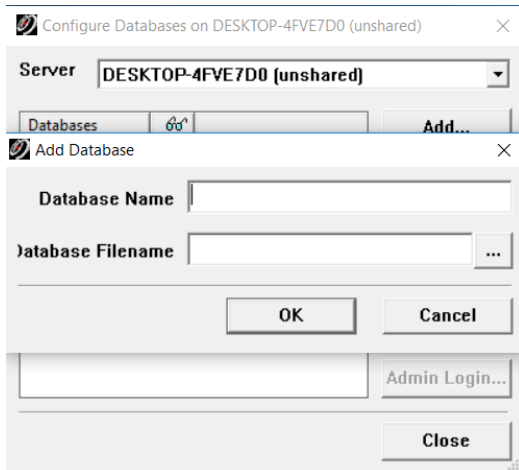 Configure Databases on DESKTOP-4FVE7D0 (unshared)
Server DESKTOP-4FVE7D0 (unshared)
Databases Add...
Add Database
Database Name
Database Filename ...
OK Cancel
Admin Login...
Close